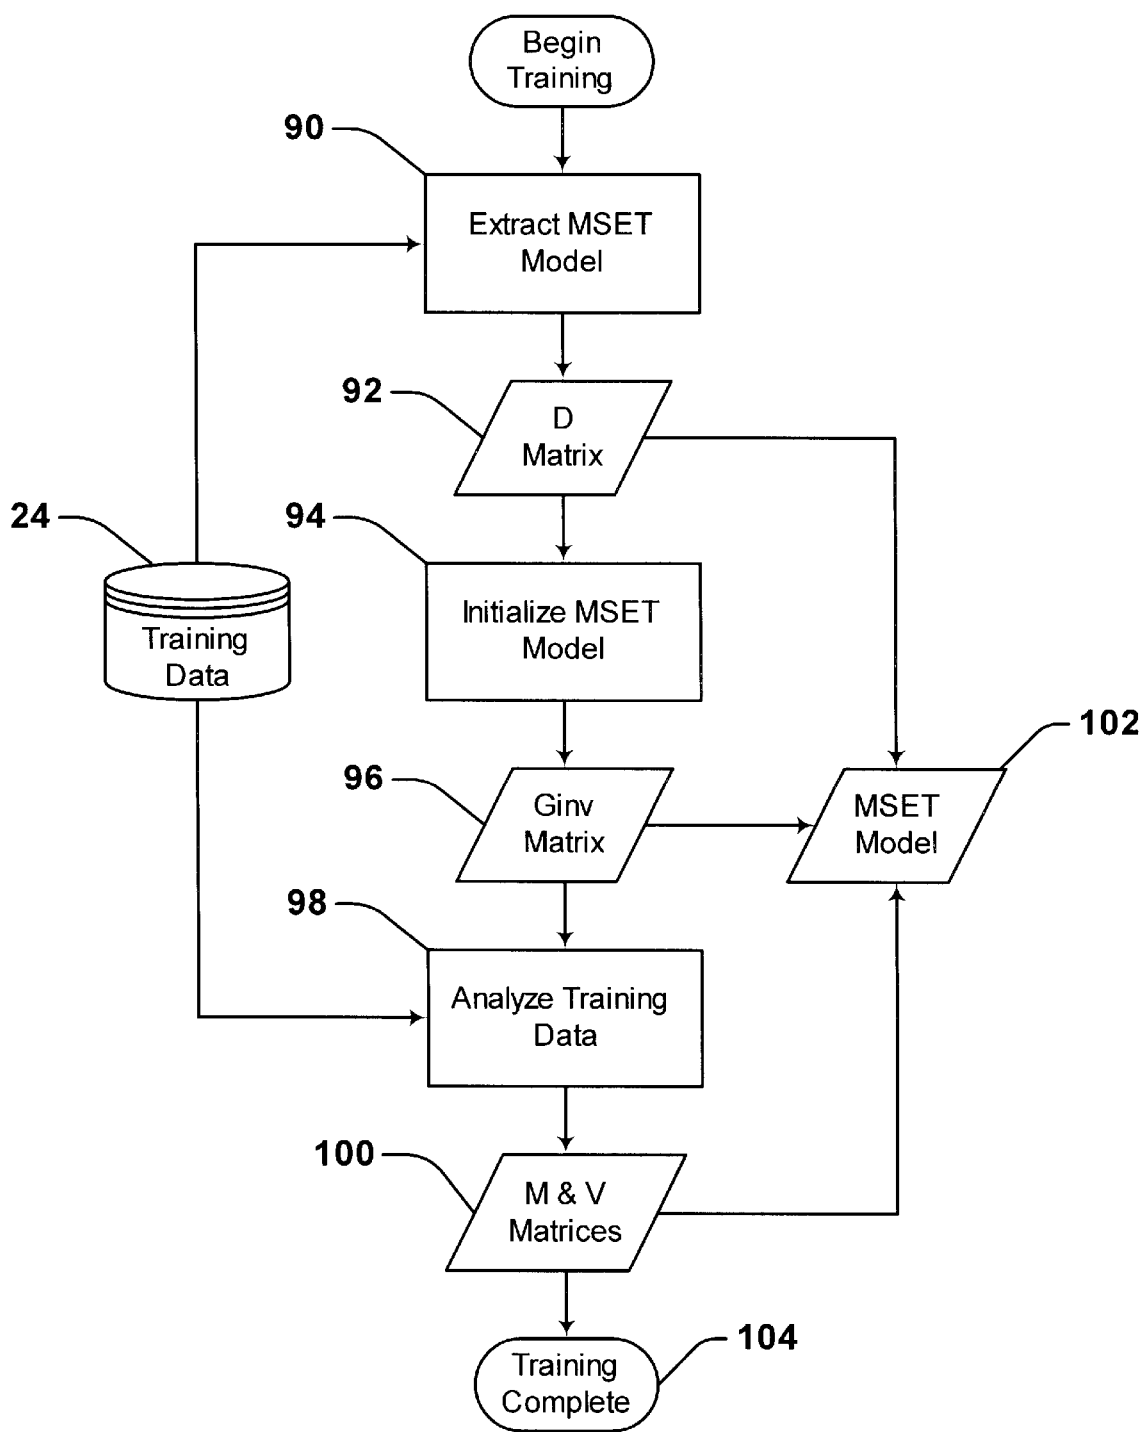 Begin
Training
90
Extract MSET
Model
92
D
Matrix
24
94
Training
Data
Initialize MSET
Model
102
96
Ginv
Matrix
MSET
Model
98
Analyze Training
Data
100
M & V
Matrices
104
Training
Complete